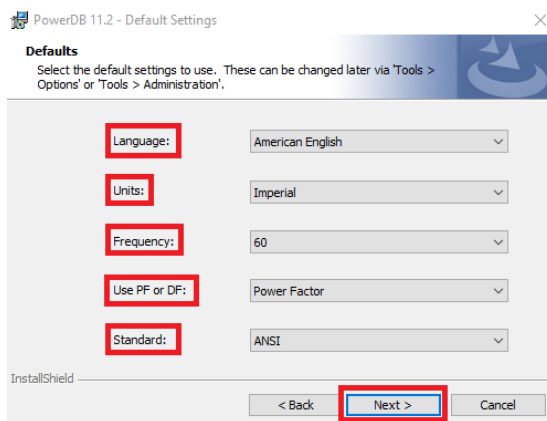 PowerDB 11.2 - Default Settings
Defaults
Select the default settings to use. These can be changed later via 'Tools >
Options' or 'Tools > Administration'.
Language: American English
Units: Imperial
Frequency: 60
Use PF or DF: Power Factor
Standard: ANSI
InstallShield
< Back Next > Cancel